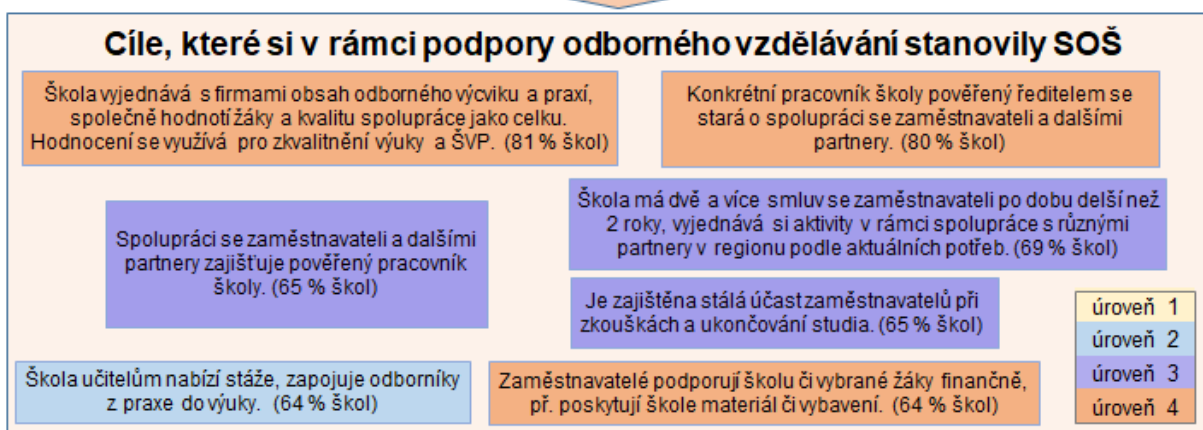 Cíle, které si v rámci podpory odborného vzdělávání stanovily SOŠ
Škola vyjednává s firmami obsah odborného výcviku a praxí,
společně hodnotí žáky a kvalitu spolupráce jako celku.
Hodnocení se využívá pro zkvalitnění výuky a ŠVP. (81 % škol)
Konkrétní pracovník školy pověřený ředitelem se
stará o spolupráci se zaměstnavateli a dalšími
partnery. (80 % škol)
Spolupráci se zaměstnavateli a dalšími
partnery zajišťuje pověřený pracovník
školy. (65 % škol)
Škola má dvě a více smluv se zaměstnavateli po dobu delší než
2 roky, vyjednává si aktivity v rámci spolupráce s různými
partnery v regionu podle aktuálních potřeb. (69 % škol)
Je zajištěna stálá účast zaměstnavatelů při
zkouškách a ukončování studia. (65 % škol)
Škola učitelům nabízí stáže, zapojuje odborníky
z praxe do výuky. (64 % škol)
Zaměstnavatelé podporují školu či vybrané žáky finančně,
př. poskytují škole materiál či vybavení. (64 % škol)
úroveň 1
úroveň 2
úroveň 3
úroveň 4